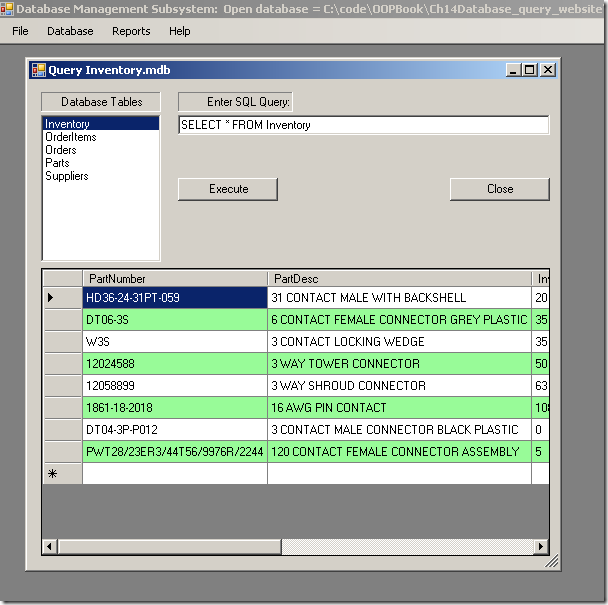 Database Management Subsystem: Open database = C:\code\OOPBook\Ch14Database_query_website
File Database Reports Help
Query Inventory.mdb
Database Tables Enter SQL Query:
Inventory SELECT * FROM Inventory
OrderItems
Orders
Parts
Suppliers
Execute Close
PartNumber PartDesc
HD36-24-31PT-059 31 CONTACT MALE WITH BACKSHELL 20
DT06-3S 6 CONTACT FEMALE CONNECTOR GREY PLASTIC 35
W3S 3 CONTACT LOCKING WEDGE 35
12024588 3 WAY TOWER CONNECTOR 50
12058899 3 WAY SHROUD CONNECTOR 63
1861-18-2018 16 AWG PIN CONTACT
DT04-3P-P012 3 CONTACT MALE CONNECTOR BLACK PLASTIC 0
PWT28/23ER3/44T56/9976R/2244 120 CONTACT FEMALE CONNECTOR ASSEMBLY 5